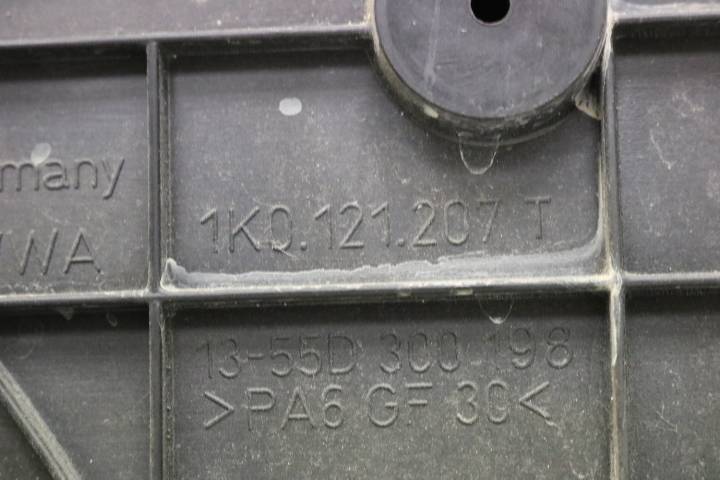 many
WA
1K0.121.207 T
13-55D 300 198
>PA6 GF 30<